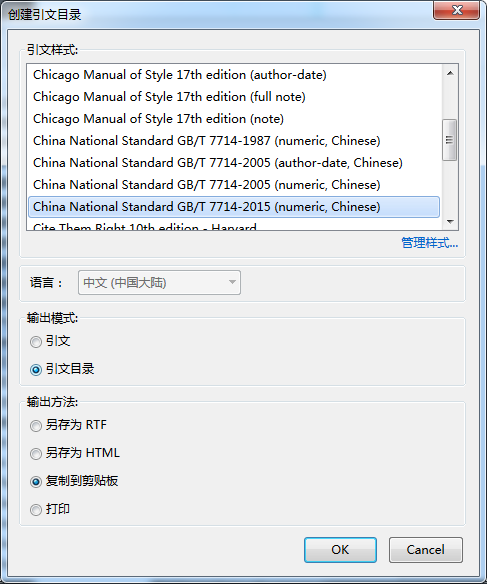 创建引文目录
引文样式:
Chicago Manual of Style 17th edition (author-date)
Chicago Manual of Style 17th edition (full note)
Chicago Manual of Style 17th edition (note)
China National Standard GB/T 7714-1987 (numeric, Chinese)
China National Standard GB/T 7714-2005 (author-date, Chinese)
China National Standard GB/T 7714-2005 (numeric, Chinese)
China National Standard GB/T 7714-2015 (numeric, Chinese)
Cite Them Right 10th edition - Harvard
管理样式...
语言： 中文 (中国大陆)
输出模式:
引文
引文目录
输出方法:
另存为 RTF
另存为 HTML
复制到剪贴板
打印
OK Cancel